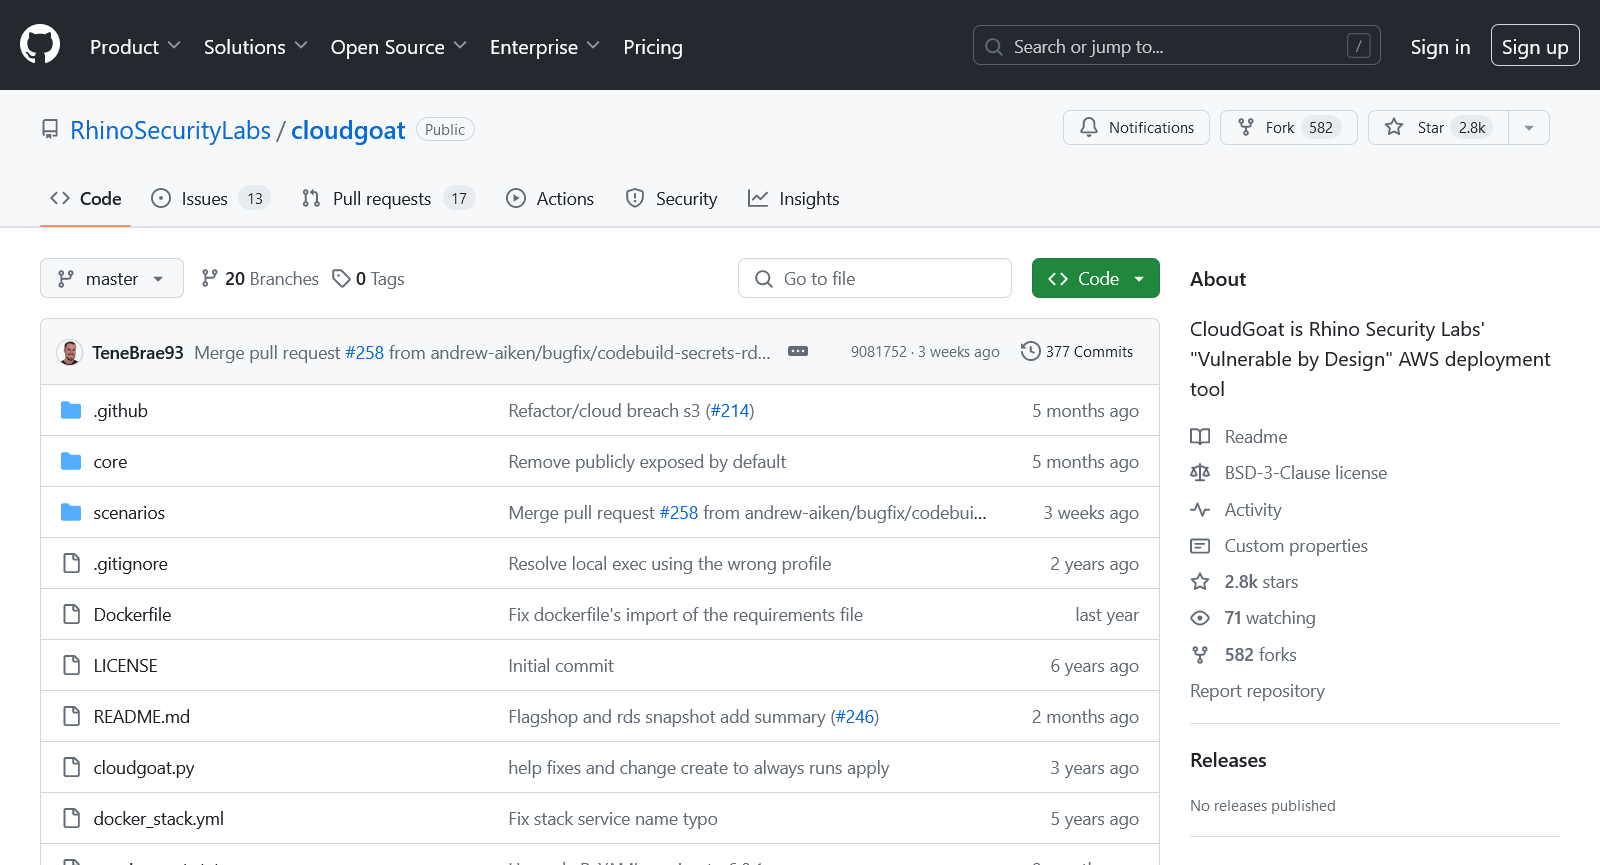 Product Solutions Open Source Enterprise Pricing Search or jump to... / Sign in Sign up
RhinoSecurityLabs / cloudgoat Public Notifications Fork 582 Star 2.8k
Code Issues 13 Pull requests 17 Actions Security Insights
master 20 Branches 0 Tags Go to file Code
TeneBrae93 Merge pull request #258 from andrew-aiken/bugfix/codebuild-secrets-rd... 9081752 · 3 weeks ago 377 Commits
.github Refactor/cloud breach s3 (#214) 5 months ago
core Remove publicly exposed by default 5 months ago
scenarios Merge pull request #258 from andrew-aiken/bugfix/codebui... 3 weeks ago
.gitignore Resolve local exec using the wrong profile 2 years ago
Dockerfile Fix dockerfile's import of the requirements file last year
LICENSE Initial commit 6 years ago
README.md Flagshop and rds snapshot add summary (#246) 2 months ago
cloudgoat.py help fixes and change create to always runs apply 3 years ago
docker_stack.yml Fix stack service name typo 5 years ago
About
CloudGoat is Rhino Security Labs'
"Vulnerable by Design" AWS deployment
tool
Readme
BSD-3-Clause license
Activity
Custom properties
2.8k stars
71 watching
582 forks
Report repository
Releases
No releases published